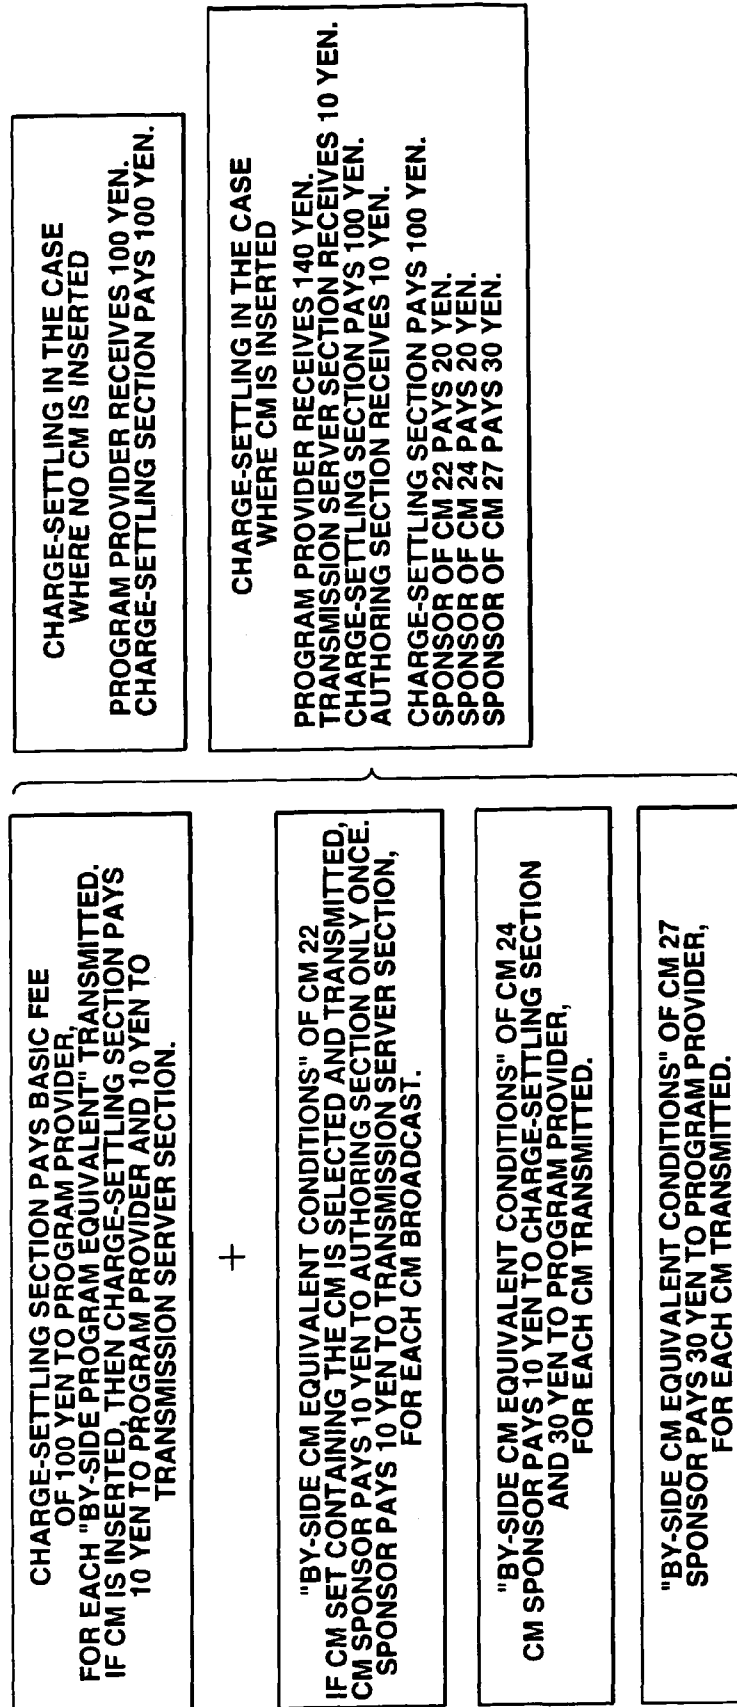 CHARGE-SETTLING SECTION PAYS BASIC FEE
OF 100 YEN TO PROGRAM PROVIDER,
FOR EACH "BY-SIDE PROGRAM EQUIVALENT" TRANSMITTED.
IF CM IS INSERTED, THEN CHARGE-SETTLING SECTION PAYS
10 YEN TO PROGRAM PROVIDER AND 10 YEN TO
TRANSMISSION SERVER SECTION.
+
"BY-SIDE CM EQUIVALENT CONDITIONS" OF CM 22
IF CM SET CONTAINING THE CM IS SELECTED AND TRANSMITTED,
CM SPONSOR PAYS 10 YEN TO AUTHORING SECTION ONLY ONCE.
SPONSOR PAYS 10 YEN TO TRANSMISSION SERVER SECTION,
FOR EACH CM BROADCAST.
"BY-SIDE CM EQUIVALENT CONDITIONS" OF CM 24
CM SPONSOR PAYS 10 YEN TO CHARGE-SETTLING SECTION
AND 30 YEN TO PROGRAM PROVIDER,
FOR EACH CM TRANSMITTED.
"BY-SIDE CM EQUIVALENT CONDITIONS" OF CM 27
SPONSOR PAYS 30 YEN TO PROGRAM PROVIDER,
FOR EACH CM TRANSMITTED.
CHARGE-SETTLING IN THE CASE
WHERE NO CM IS INSERTED
PROGRAM PROVIDER RECEIVES 100 YEN.
CHARGE-SETTLING SECTION PAYS 100 YEN.
CHARGE-SETTLING IN THE CASE
WHERE CM IS INSERTED
PROGRAM PROVIDER RECEIVES 140 YEN.
TRANSMISSION SERVER SECTION RECEIVES 10 YEN.
CHARGE-SETTLING SECTION PAYS 100 YEN.
AUTHORING SECTION RECEIVES 10 YEN.
CHARGE-SETTLING SECTION PAYS 100 YEN.
SPONSOR OF CM 22 PAYS 20 YEN.
SPONSOR OF CM 24 PAYS 20 YEN.
SPONSOR OF CM 27 PAYS 30 YEN.